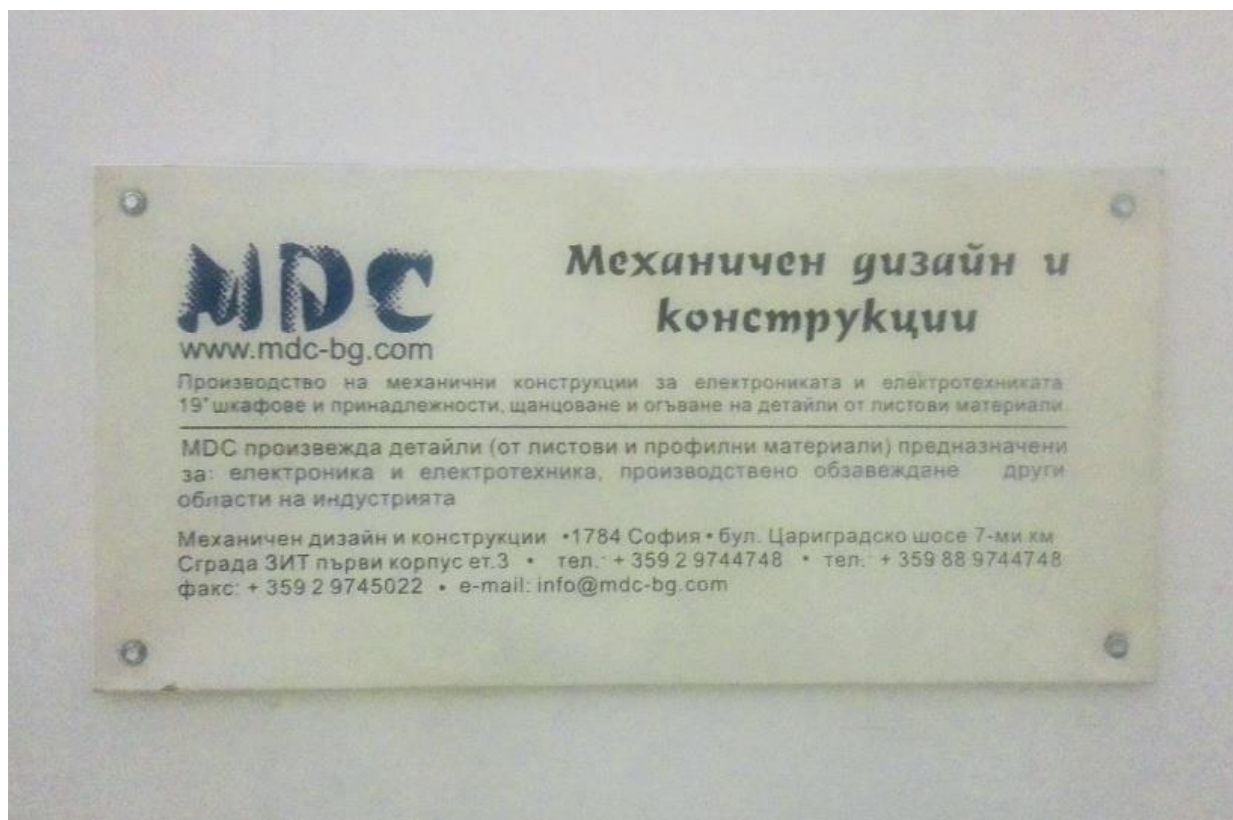 MDC
www.mdc-bg.com
Механичен дизайн и
конструкции
Производство на механични конструкции за електрониката и електротехниката
19" шкафове и принадлежности, щанцоване и огъване на детайли от листови материали
MDC произвежда детайли (от листови и профилни материали) предназначени
за: електроника и електротехника, производствено обзавеждане други
области на индустрията
Механичен дизайн и конструкции •1784 София • бул. Цариградско шосе 7-ми км
Сграда ЗИТ първи корпус ет.3 • тел.: + 359 2 9744748 • тел.: + 359 88 9744748
факс: + 359 2 9745022 • e-mail: info@mdc-bg.com